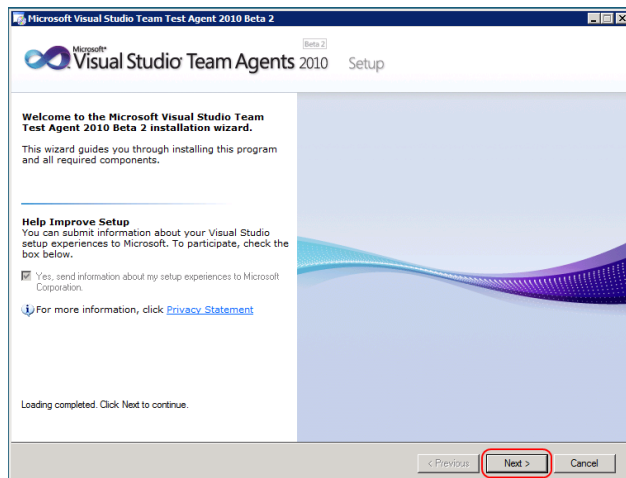 Microsoft Visual Studio Team Test Agent 2010 Beta 2
Beta 2
Microsoft*
Visual Studio Team Agents 2010 Setup
Welcome to the Microsoft Visual Studio Team
Test Agent 2010 Beta 2 installation wizard.
This wizard guides you through installing this program
and all required components.
Help Improve Setup
You can submit information about your Visual Studio
setup experiences to Microsoft. To participate, check the
box below.
Yes, send information about my setup experiences to Microsoft
Corporation.
For more information, click Privacy Statement
Loading completed. Click Next to continue.
< Previous Next > Cancel